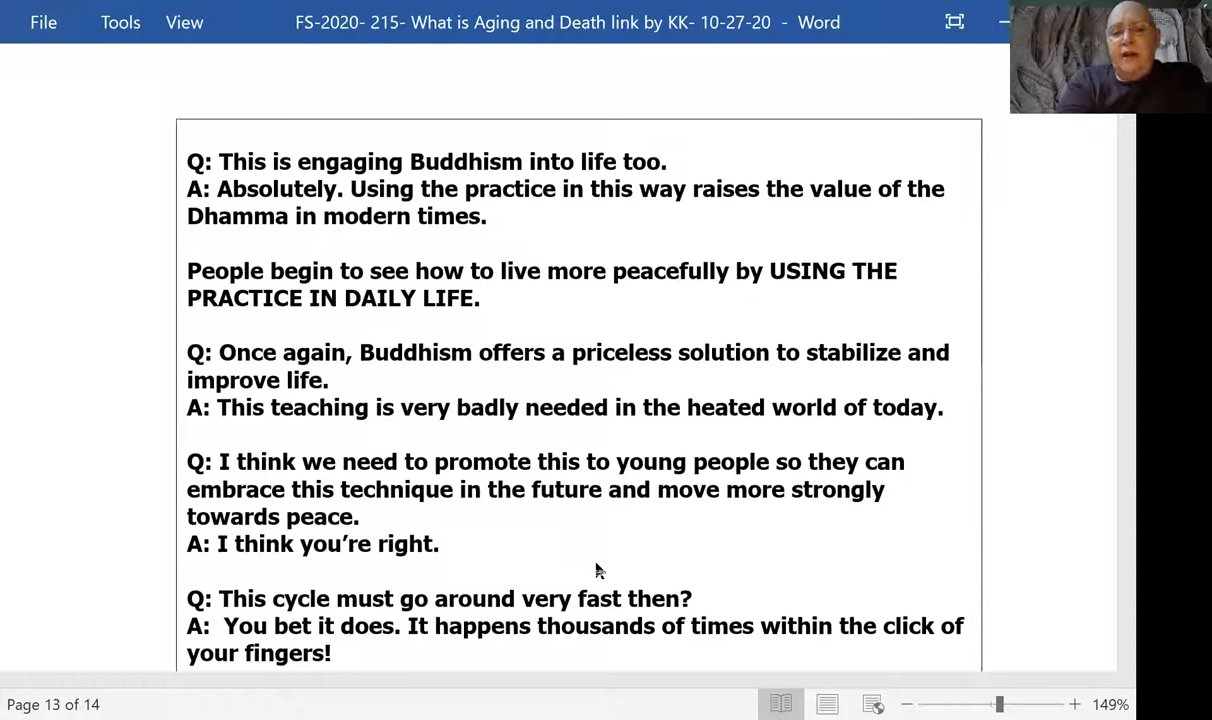 File Tools View FS-2020- 215- What is Aging and Death link by KK- 10-27-20 - Word
Q: This is engaging Buddhism into life too.
A: Absolutely. Using the practice in this way raises the value of the
Dhamma in modern times.
People begin to see how to live more peacefully by USING THE
PRACTICE IN DAILY LIFE.
Q: Once again, Buddhism offers a priceless solution to stabilize and
improve life.
A: This teaching is very badly needed in the heated world of today.
Q: I think we need to promote this to young people so they can
embrace this technique in the future and move more strongly
towards peace.
A: I think you’re right.
Q: This cycle must go around very fast then?
A:  You bet it does. It happens thousands of times within the click of
your fingers!
Page 13 of 14 149%